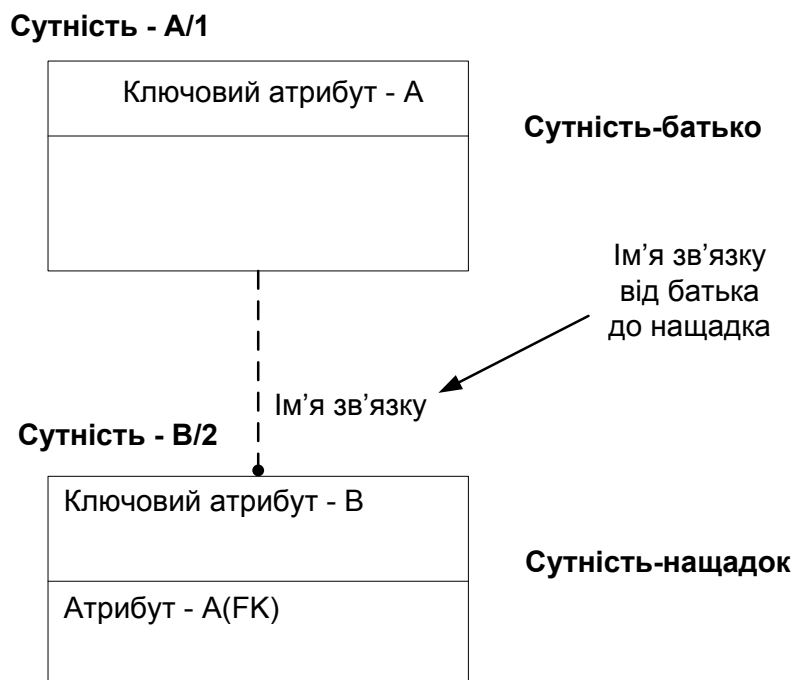 Сутність - А/1
Ключовий атрибут - А
Сутність-батько
Ім’я зв’язку
від батька
до нащадка
Ім’я зв’язку
Сутність - В/2
Ключовий атрибут - В
Сутність-нащадок
Атрибут - А(FK)